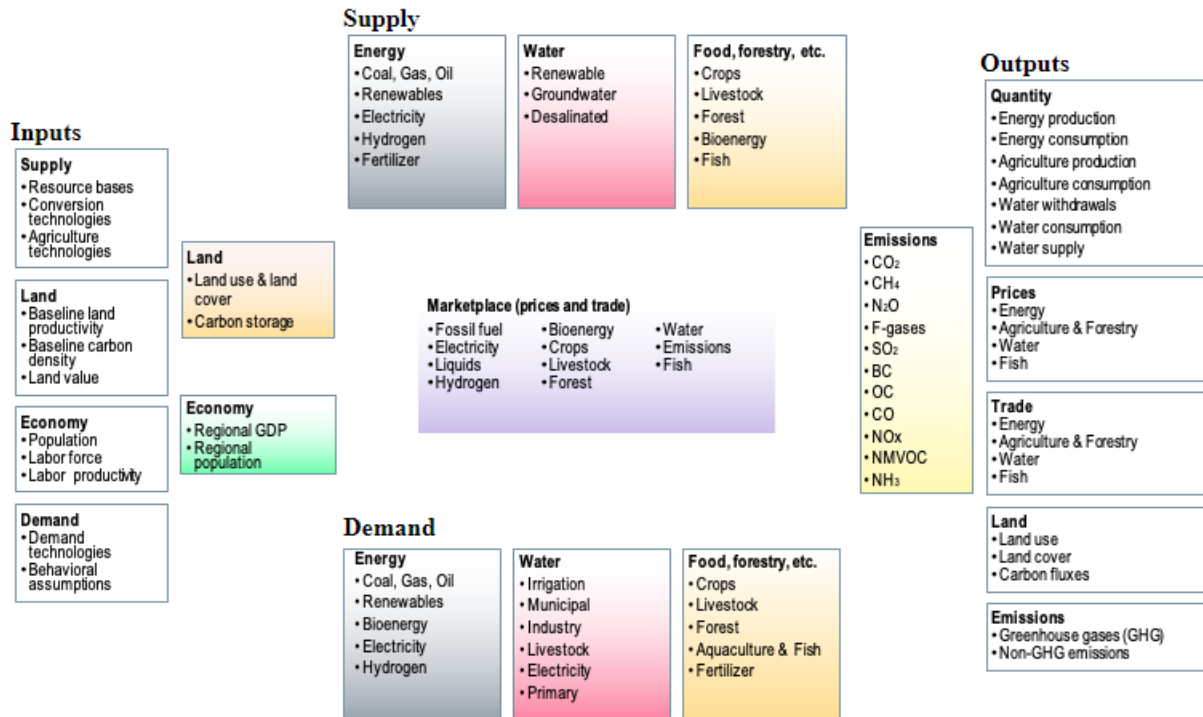 Inputs
Supply
• Resource bases
• Conversion
technologies
• Agriculture
technologies
Land
• Baseline land
productivity
• Baseline carbon
density
• Land value
Economy
• Population
• Labor force
• Labor productivity
Demand
• Demand
technologies
• Behavioral
assumptions
Land
• Land use & land
cover
• Carbon storage
Economy
• Regional GDP
• Regional
population
Supply
Energy
• Coal, Gas, Oil
• Renewables
• Electricity
• Hydrogen
• Fertilizer
Water
• Renewable
• Groundwater
• Desalinated
Food, forestry, etc.
• Crops
• Livestock
• Forest
• Bioenergy
• Fish
Marketplace (prices and trade)
• Fossil fuel
• Electricity
• Liquids
• Hydrogen
• Bioenergy
• Crops
• Livestock
• Forest
• Water
• Emissions
• Fish
Demand
Energy
• Coal, Gas, Oil
• Renewables
• Bioenergy
• Electricity
• Hydrogen
Water
• Irrigation
• Municipal
• Industry
• Livestock
• Electricity
• Primary
Food, forestry, etc.
• Crops
• Livestock
• Forest
• Aquaculture & Fish
• Fertilizer
Emissions
• CO₂
• CH₄
• N₂O
• F-gases
• SO₂
• BC
• OC
• CO
• NOx
• NMVOC
• NH₃
Outputs
Quantity
• Energy production
• Energy consumption
• Agriculture production
• Agriculture consumption
• Water withdrawals
• Water consumption
• Water supply
Prices
• Energy
• Agriculture & Forestry
• Water
• Fish
Trade
• Energy
• Agriculture & Forestry
• Water
• Fish
Land
• Land use
• Land cover
• Carbon fluxes
Emissions
• Greenhouse gases (GHG)
• Non-GHG emissions